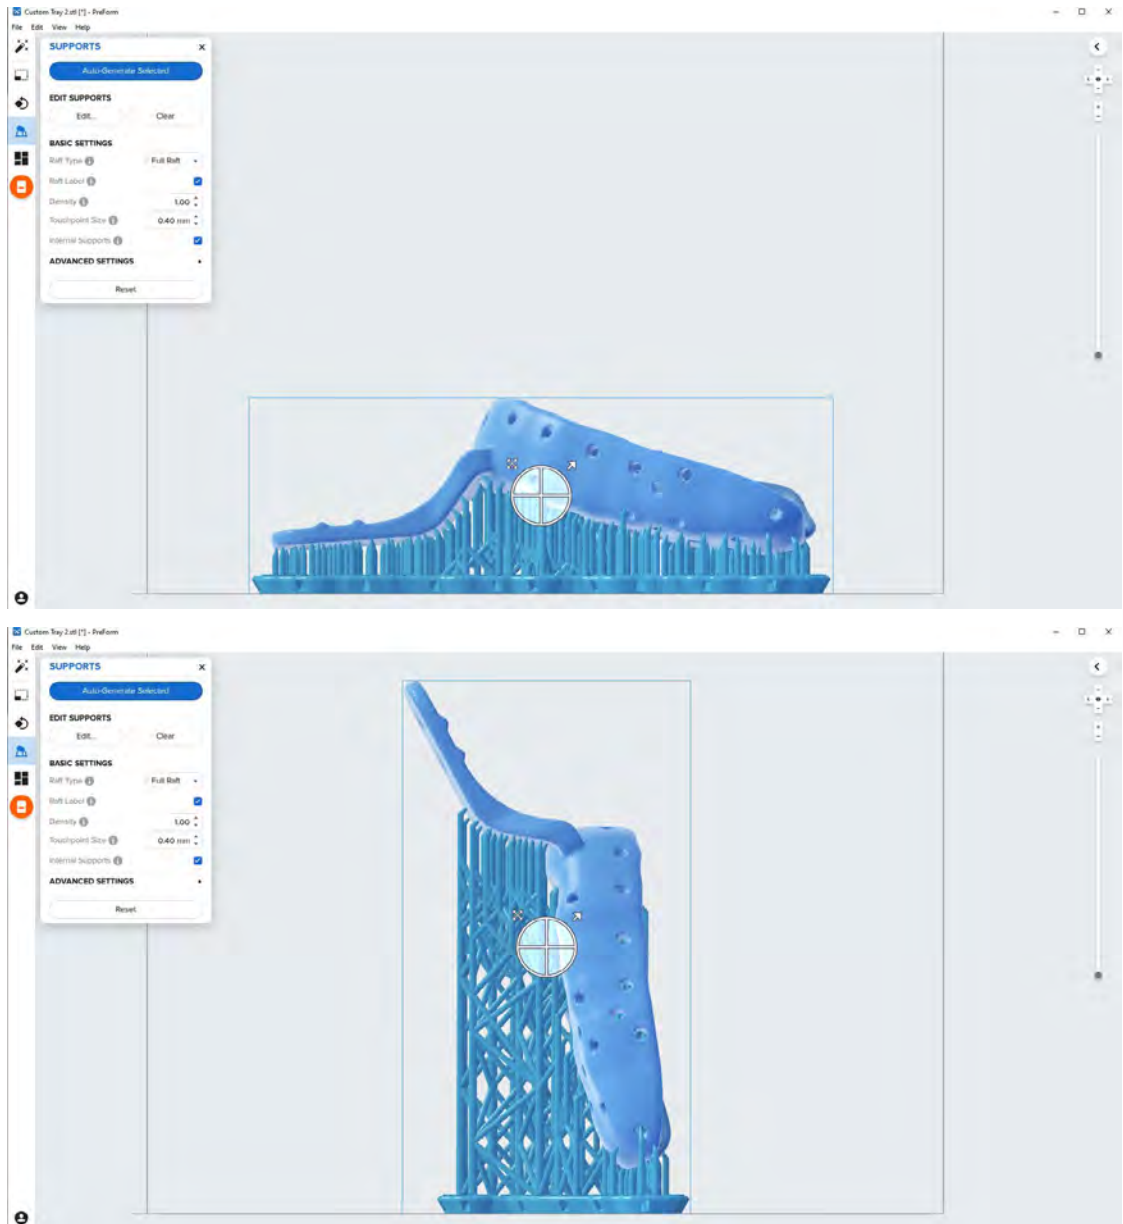 Custom Tray 2.stl [*] - PreForm
File Edit View Help
SUPPORTS
Auto-Generate Selected
EDIT SUPPORTS
Edit... Clear
BASIC SETTINGS
Raft Type Full Raft
Raft Label
Density 1.00
Touchpoint Size 0.40 mm
Internal Supports
ADVANCED SETTINGS
Reset
Custom Tray 2.stl [*] - PreForm
File Edit View Help
SUPPORTS
Auto-Generate Selected
EDIT SUPPORTS
Edit... Clear
BASIC SETTINGS
Raft Type Full Raft
Raft Label
Density 1.00
Touchpoint Size 0.40 mm
Internal Supports
ADVANCED SETTINGS
Reset